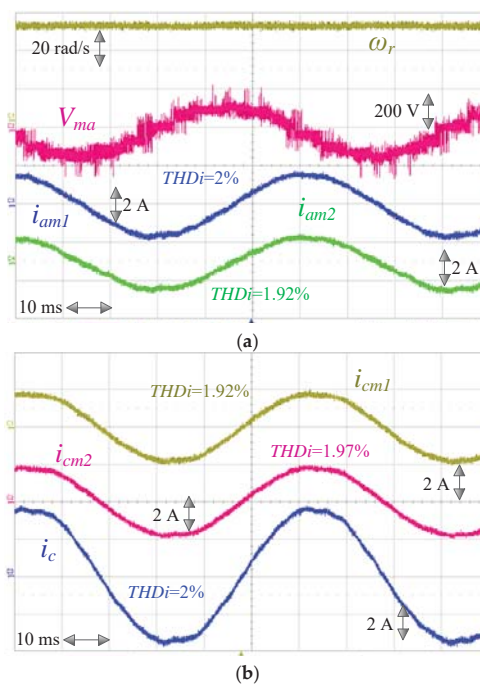 20 rad/s
ω_r
V_ma
200 V
THDi=2%
2 A
i_am1
i_am2
2 A
THDi=1.92%
10 ms
(a)
i_cm1
THDi=1.92%
i_cm2
THDi=1.97%
2 A
2 A
i_c
THDi=2%
2 A
10 ms
(b)